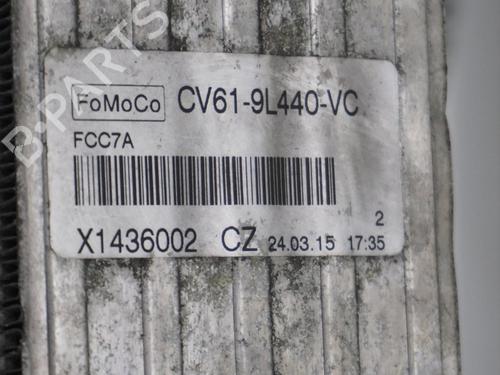 FoMoCo CV61-9L440-VC
FCC7A
2
X1436002 CZ 24.03.15 17:35
B-PARTS